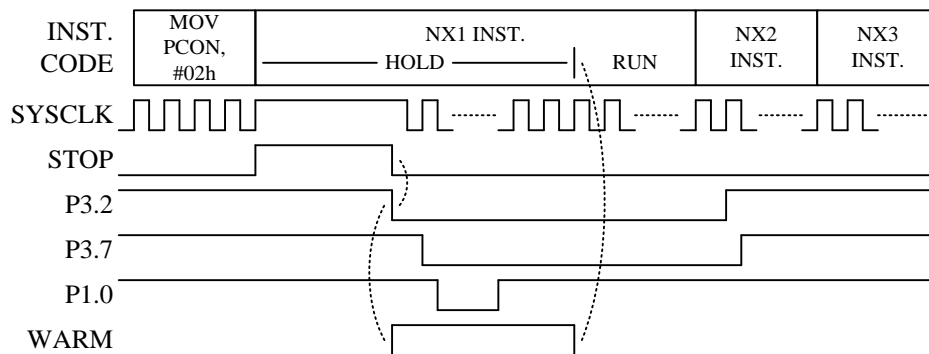 INST.
CODE
MOV
PCON,
#02h
NX1 INST.
HOLD
RUN
NX2
INST.
NX3
INST.
SYSCLK
STOP
P3.2
P3.7
P1.0
WARM